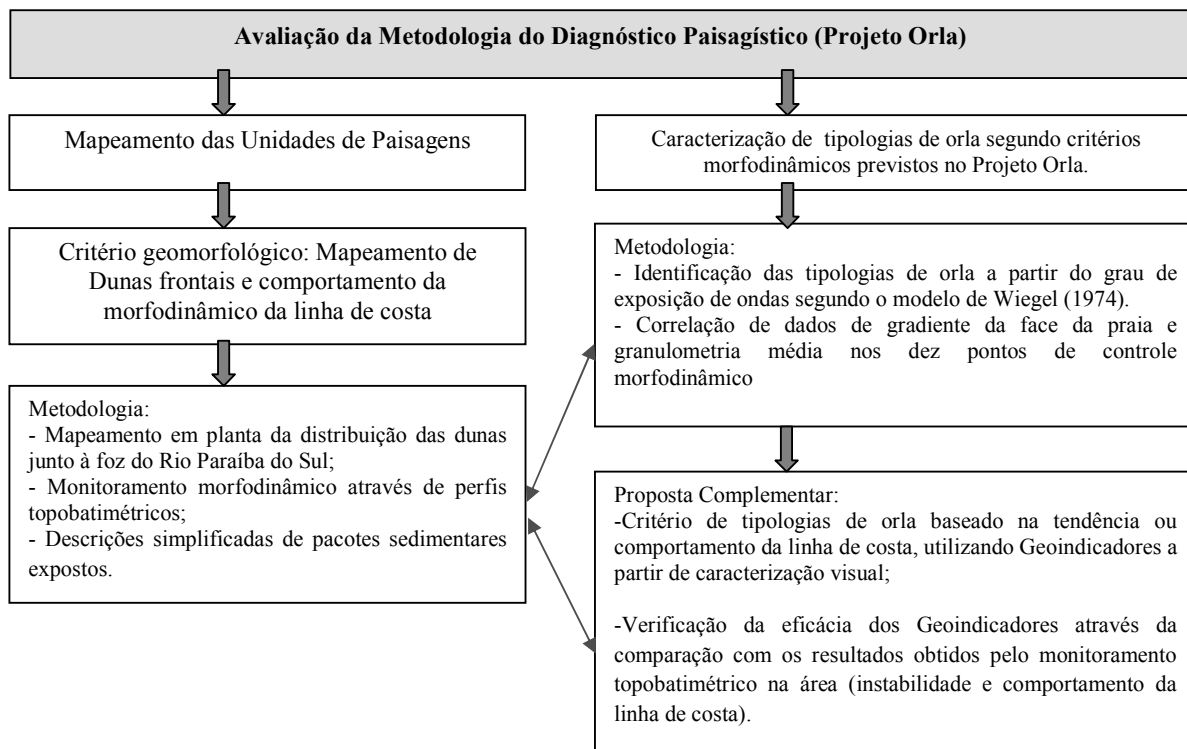 Avaliação da Metodologia do Diagnóstico Paisagístico (Projeto Orla)
Mapeamento das Unidades de Paisagens
Critério geomorfológico: Mapeamento de
Dunas frontais e comportamento da
morfodinâmico da linha de costa
Metodologia:
- Mapeamento em planta da distribuição das dunas
junto à foz do Rio Paraíba do Sul;
- Monitoramento morfodinâmico através de perfis
topobatimétricos;
- Descrições simplificadas de pacotes sedimentares
expostos.
Caracterização de tipologias de orla segundo critérios
morfodinâmicos previstos no Projeto Orla.
Metodologia:
- Identificação das tipologias de orla a partir do grau de
exposição de ondas segundo o modelo de Wiegel (1974).
- Correlação de dados de gradiente da face da praia e
granulometria média nos dez pontos de controle
morfodinâmico
Proposta Complementar:
-Critério de tipologias de orla baseado na tendência ou
comportamento da linha de costa, utilizando Geoindicadores a
partir de caracterização visual;
-Verificação da eficácia dos Geoindicadores através da
comparação com os resultados obtidos pelo monitoramento
topobatimétrico na área (instabilidade e comportamento da
linha de costa).